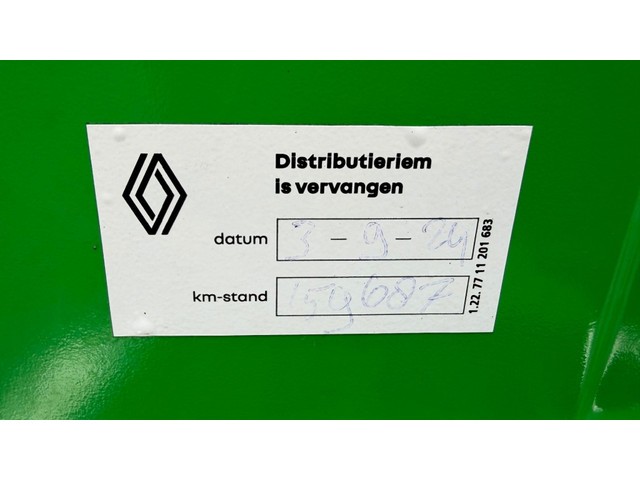 Distributieriem
is vervangen
datum 3-9-24
km-stand 159687
1.22. 77 11 201 683